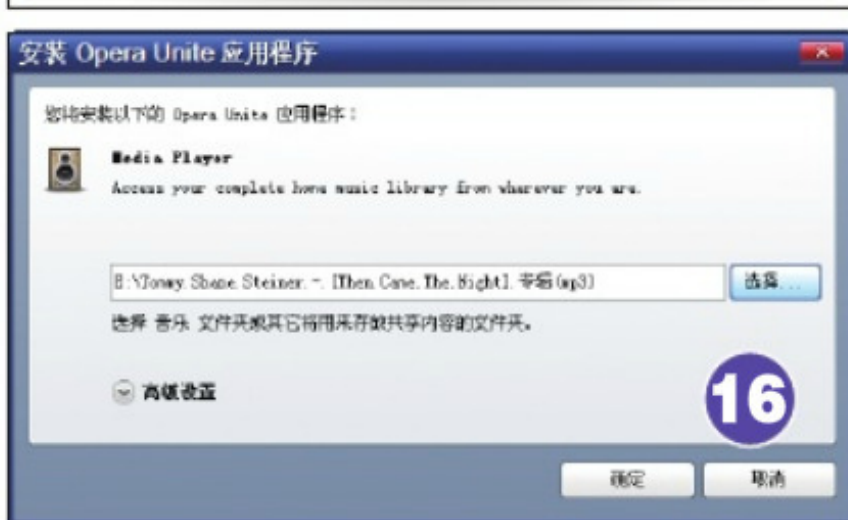 安装 Opera Unite 应用程序
您将安装以下的 Opera Unite 应用程序：
Media Player
Access your complete home music library from wherever you are.
E:\Tommy.Shane.Steiner.-.[Then.Came.The.Night].专辑(mp3)
选择...
选择 音乐 文件夹或其它将用来存放共享内容的文件夹。
高级设置
16
确定
取消